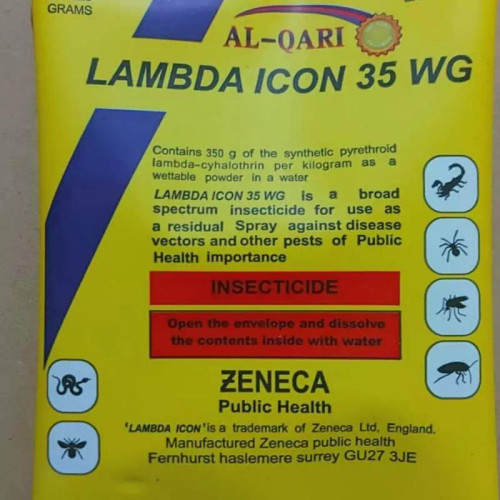 GRAMS
AL-QARI
LAMBDA ICON 35 WG
Contains 350 g of the synthetic pyrethroid
lambda-cyhalothrin per kilogram as a
wettable powder in a water
LAMBDA ICON 35 WG is a broad
spectrum insecticide for use as
a residual Spray against disease
vectors and other pests of Public
Health importance
INSECTICIDE
Open the envelope and dissolve
the contents inside with water
ZENECA
Public Health
'LAMBDA ICON' is a trademark of Zeneca Ltd, England.
Manufactured Zeneca public health
Fernhurst haslemere surrey GU27 3JE